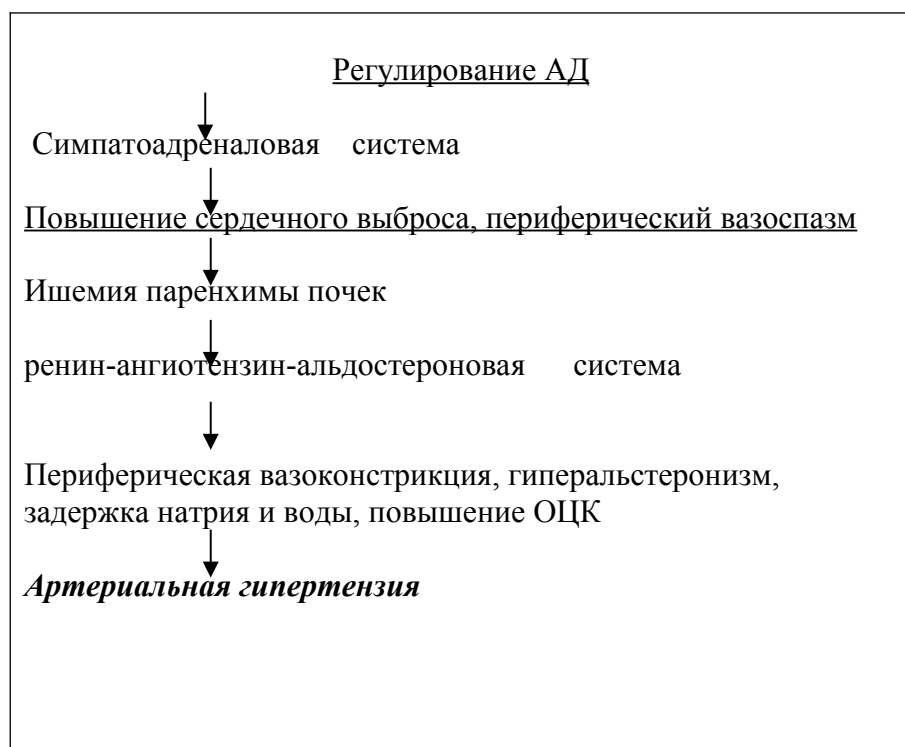 Регулирование АД
Симпатоадреналовая система
Повышение сердечного выброса, периферический вазоспазм
Ишемия паренхимы почек
ренин-ангиотензин-альдостероновая система
Периферическая вазоконстрикция, гиперальстеронизм,
задержка натрия и воды, повышение ОЦК
Артериальная гипертензия